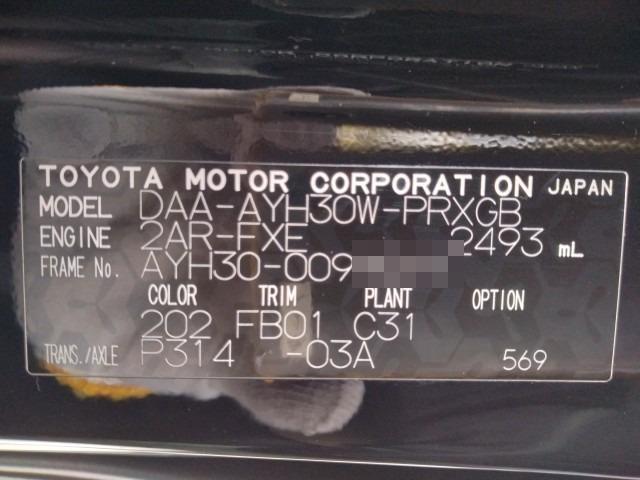 TOYOTA MOTOR CORPORATION JAPAN
MODEL DAA-AYH30W-PRXGB
ENGINE 2AR-FXE 2493 mL
FRAME No. AYH30-009
COLOR TRIM PLANT OPTION
202 FB01 C31
TRANS./AXLE P314 -03A 569